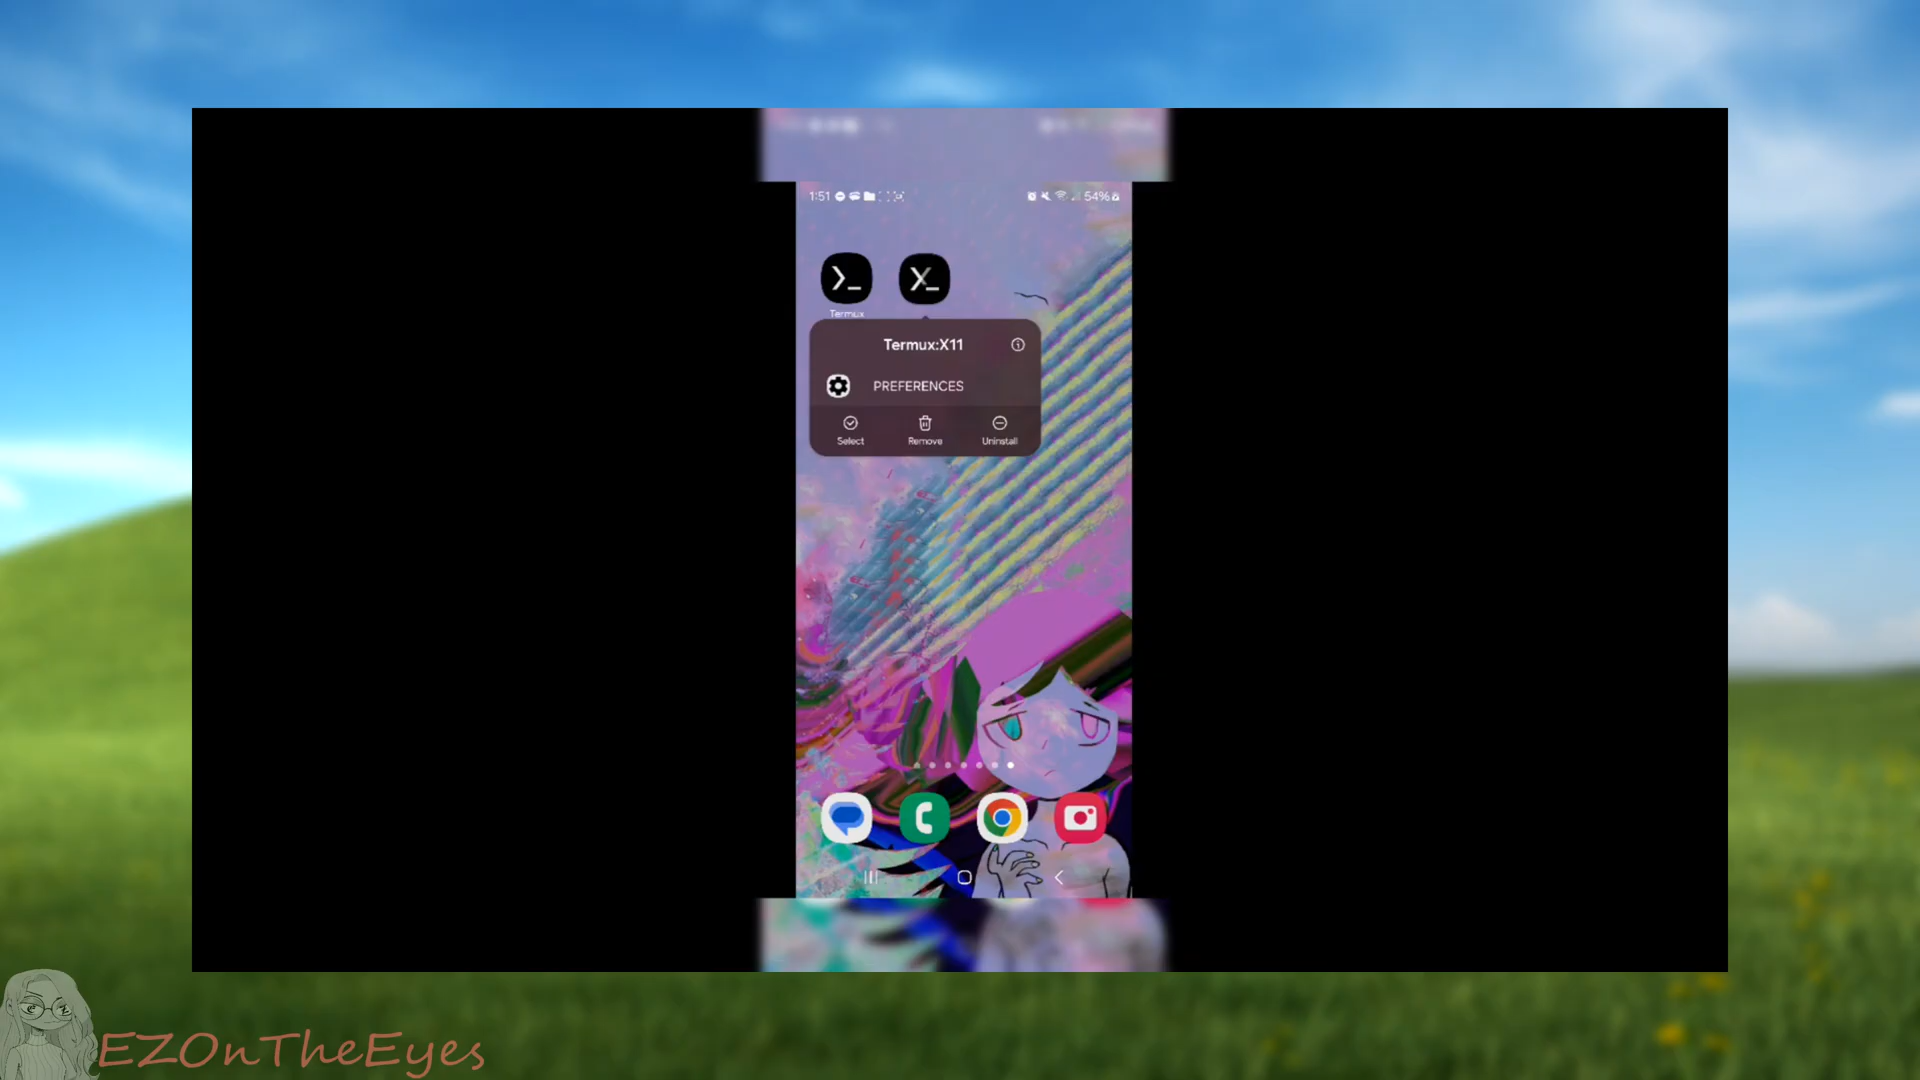 1:51
54%
Termux
Termux:X11
PREFERENCES
Select Remove Uninstall
EZOnTheEyes